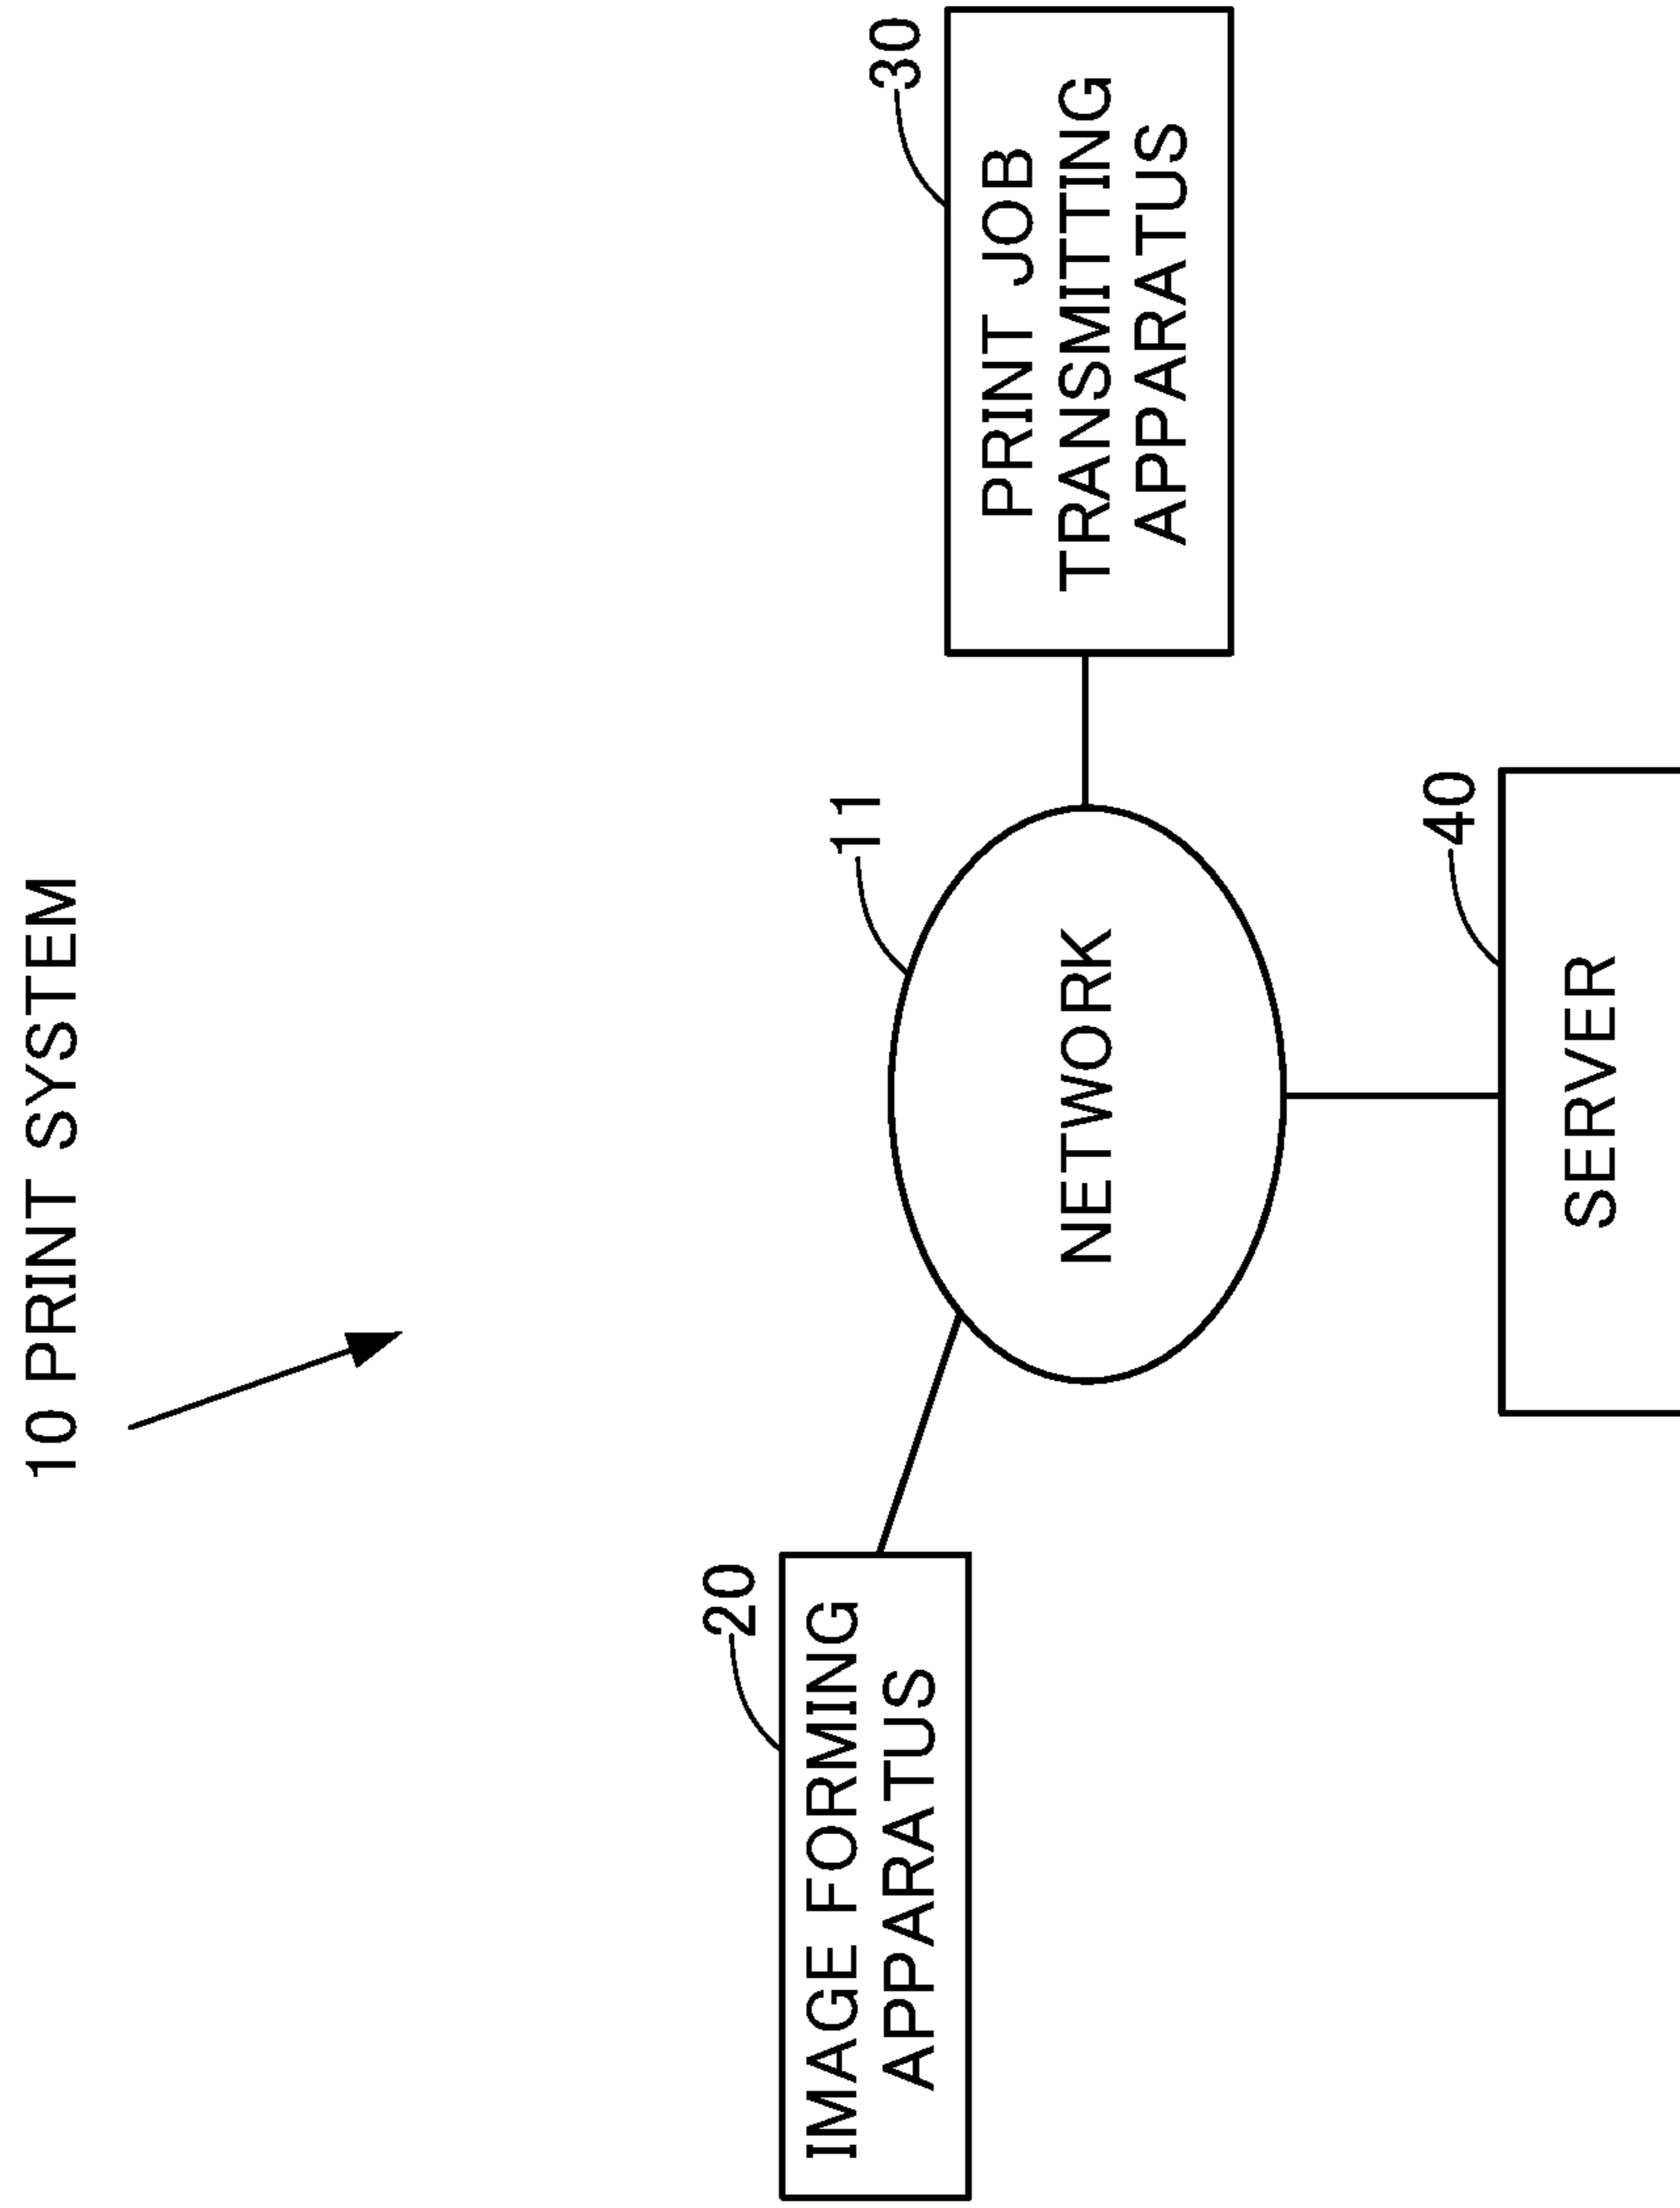 10 PRINT SYSTEM
20
IMAGE FORMING
APPARATUS
11
NETWORK
30
PRINT JOB
TRANSMITTING
APPARATUS
40
SERVER